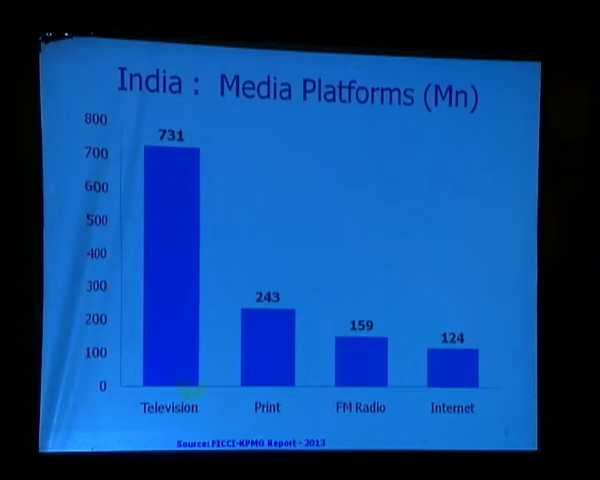 India : Media Platforms (Mn)
800
700
600
500
400
300
200
100
0
731
243
159
124
Television
Print
FM Radio
Internet
Source: FICCI-KPMG Report - 2013